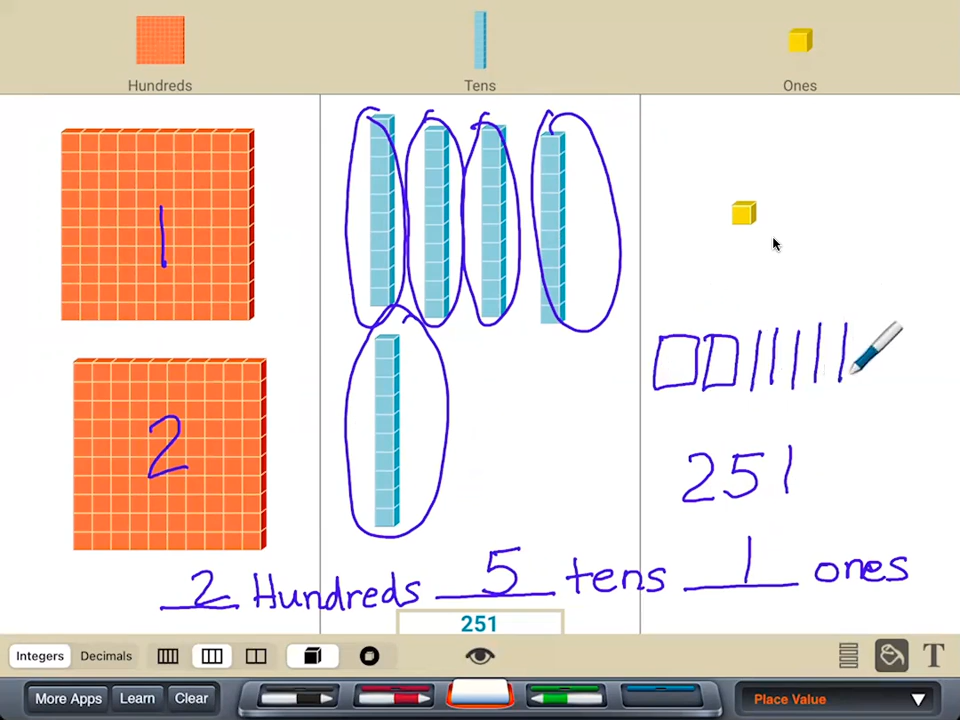 Hundreds Tens Ones
1
2
251
2 Hundreds 5 tens 1 ones
251
Integers Decimals T
More Apps Learn Clear Place Value